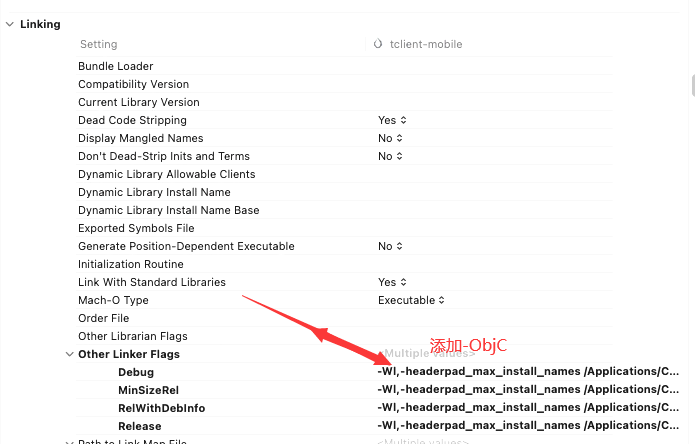 Linking
Setting tclient-mobile
Bundle Loader
Compatibility Version
Current Library Version
Dead Code Stripping Yes
Display Mangled Names No
Don't Dead-Strip Inits and Terms No
Dynamic Library Allowable Clients
Dynamic Library Install Name
Dynamic Library Install Name Base
Exported Symbols File
Generate Position-Dependent Executable No
Initialization Routine
Link With Standard Libraries Yes
Mach-O Type Executable
Order File
Other Librarian Flags
添加-ObjC
Other Linker Flags <Multiple values>
Debug -Wl,-headerpad_max_install_names /Applications/C...
MinSizeRel -Wl,-headerpad_max_install_names /Applications/C...
RelWithDebInfo -Wl,-headerpad_max_install_names /Applications/C...
Release -Wl,-headerpad_max_install_names /Applications/C...
Path to Link Map File <Multiple values>